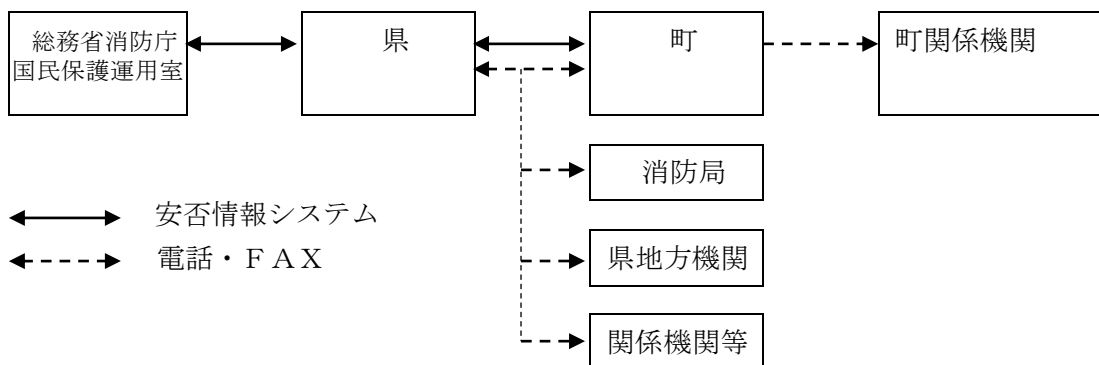 総務省消防庁
国民保護運用室
県
町
町関係機関
消防局
安否情報システム
電話・ＦＡＸ
県地方機関
関係機関等